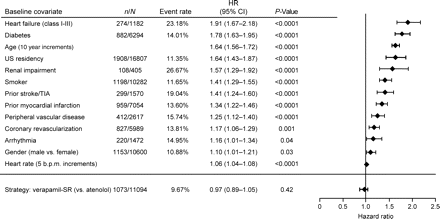 HR
Baseline covariate n/N Event rate (95% CI) P-Value
Heart failure (class I-III) 274/1182 23.18% 1.91 (1.67–2.18) <0.0001
Diabetes 882/6294 14.01% 1.78 (1.63–1.95) <0.0001
Age (10 year increments) 1.64 (1.56–1.72) <0.0001
US residency 1908/16807 11.35% 1.64 (1.43–1.87) <0.0001
Renal impairment 108/405 26.67% 1.57 (1.29–1.92) <0.0001
Smoker 1198/10282 11.65% 1.41 (1.29–1.55) <0.0001
Prior stroke/TIA 299/1570 19.04% 1.41 (1.24–1.60) <0.0001
Prior myocardial infarction 959/7054 13.60% 1.34 (1.22–1.46) <0.0001
Peripheral vascular disease 412/2617 15.74% 1.25 (1.12–1.40) <0.0001
Coronary revascularization 827/5989 13.81% 1.17 (1.06–1.29) 0.001
Arrhythmia 220/1472 14.95% 1.16 (1.01–1.34) 0.04
Gender (male vs. female) 1153/10600 10.88% 1.10 (1.01–1.21) 0.03
Heart rate (5 b.p.m. increments) 1.06 (1.04–1.08) <0.0001
Strategy: verapamil-SR (vs. atenolol) 1073/11094 9.67% 0.97 (0.89–1.05) 0.42
0.0 0.5 1.0 1.5 2.0 2.5
Hazard ratio